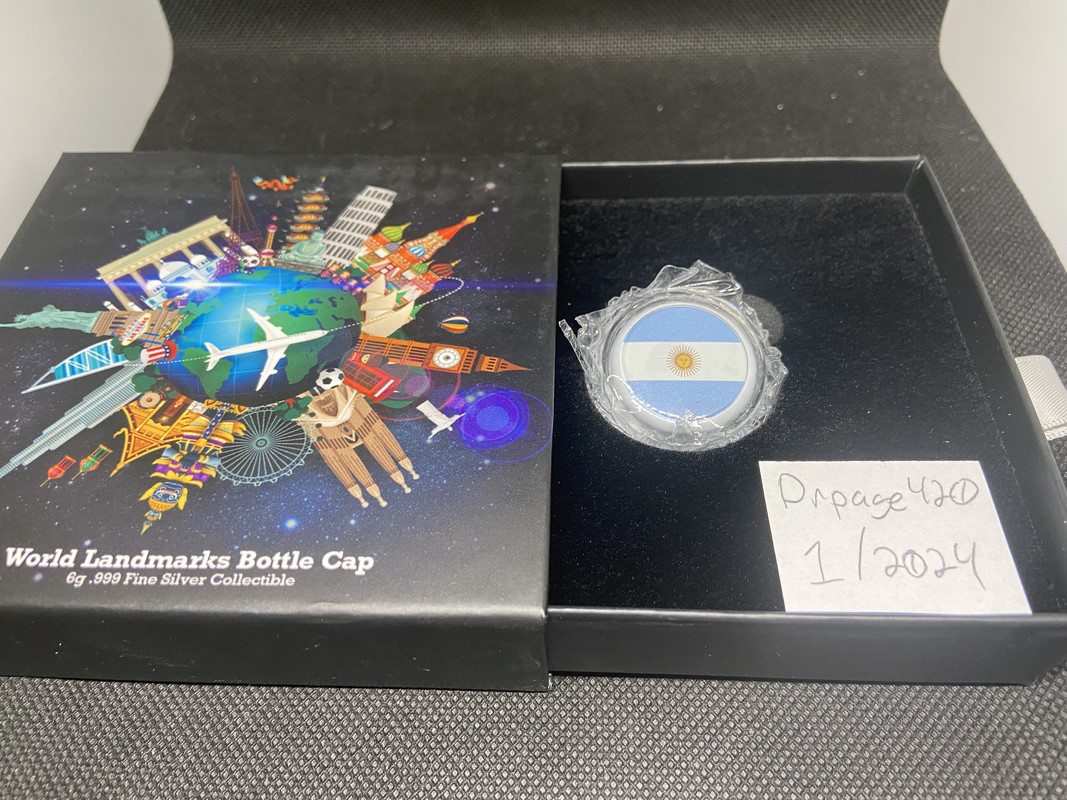 World Landmarks Bottle Cap
6g .999 Fine Silver Collectible
Drpage420
1/2024